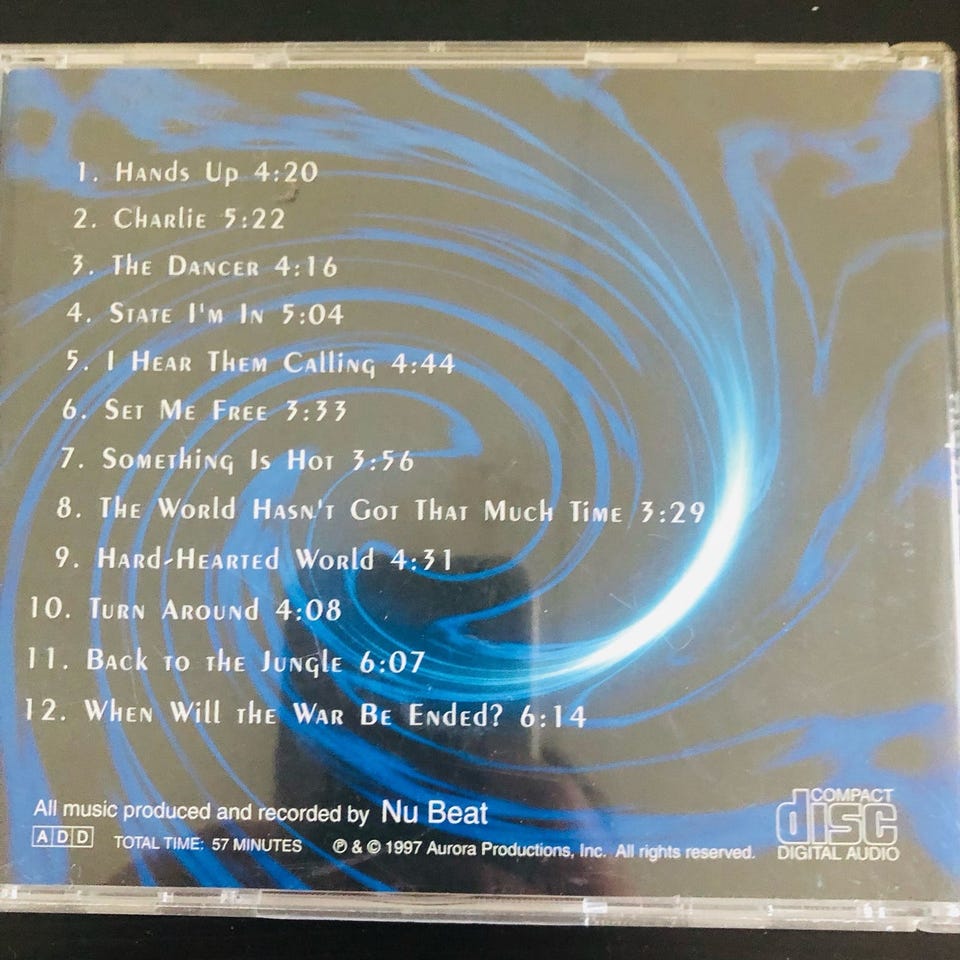 1. Hands Up 4:20
2. Charlie 5:22
3. The Dancer 4:16
4. State I'm In 5:04
5. I Hear Them Calling 4:44
6. Set Me Free 3:33
7. Something Is Hot 3:56
8. The World Hasn't Got That Much Time 3:29
9. Hard-Hearted World 4:31
10. Turn Around 4:08
11. Back to the Jungle 6:07
12. When Will the War Be Ended? 6:14
All music produced and recorded by Nu Beat
ADD TOTAL TIME: 57 MINUTES ℗ & © 1997 Aurora Productions, Inc. All rights reserved.
COMPACT
disc
DIGITAL AUDIO